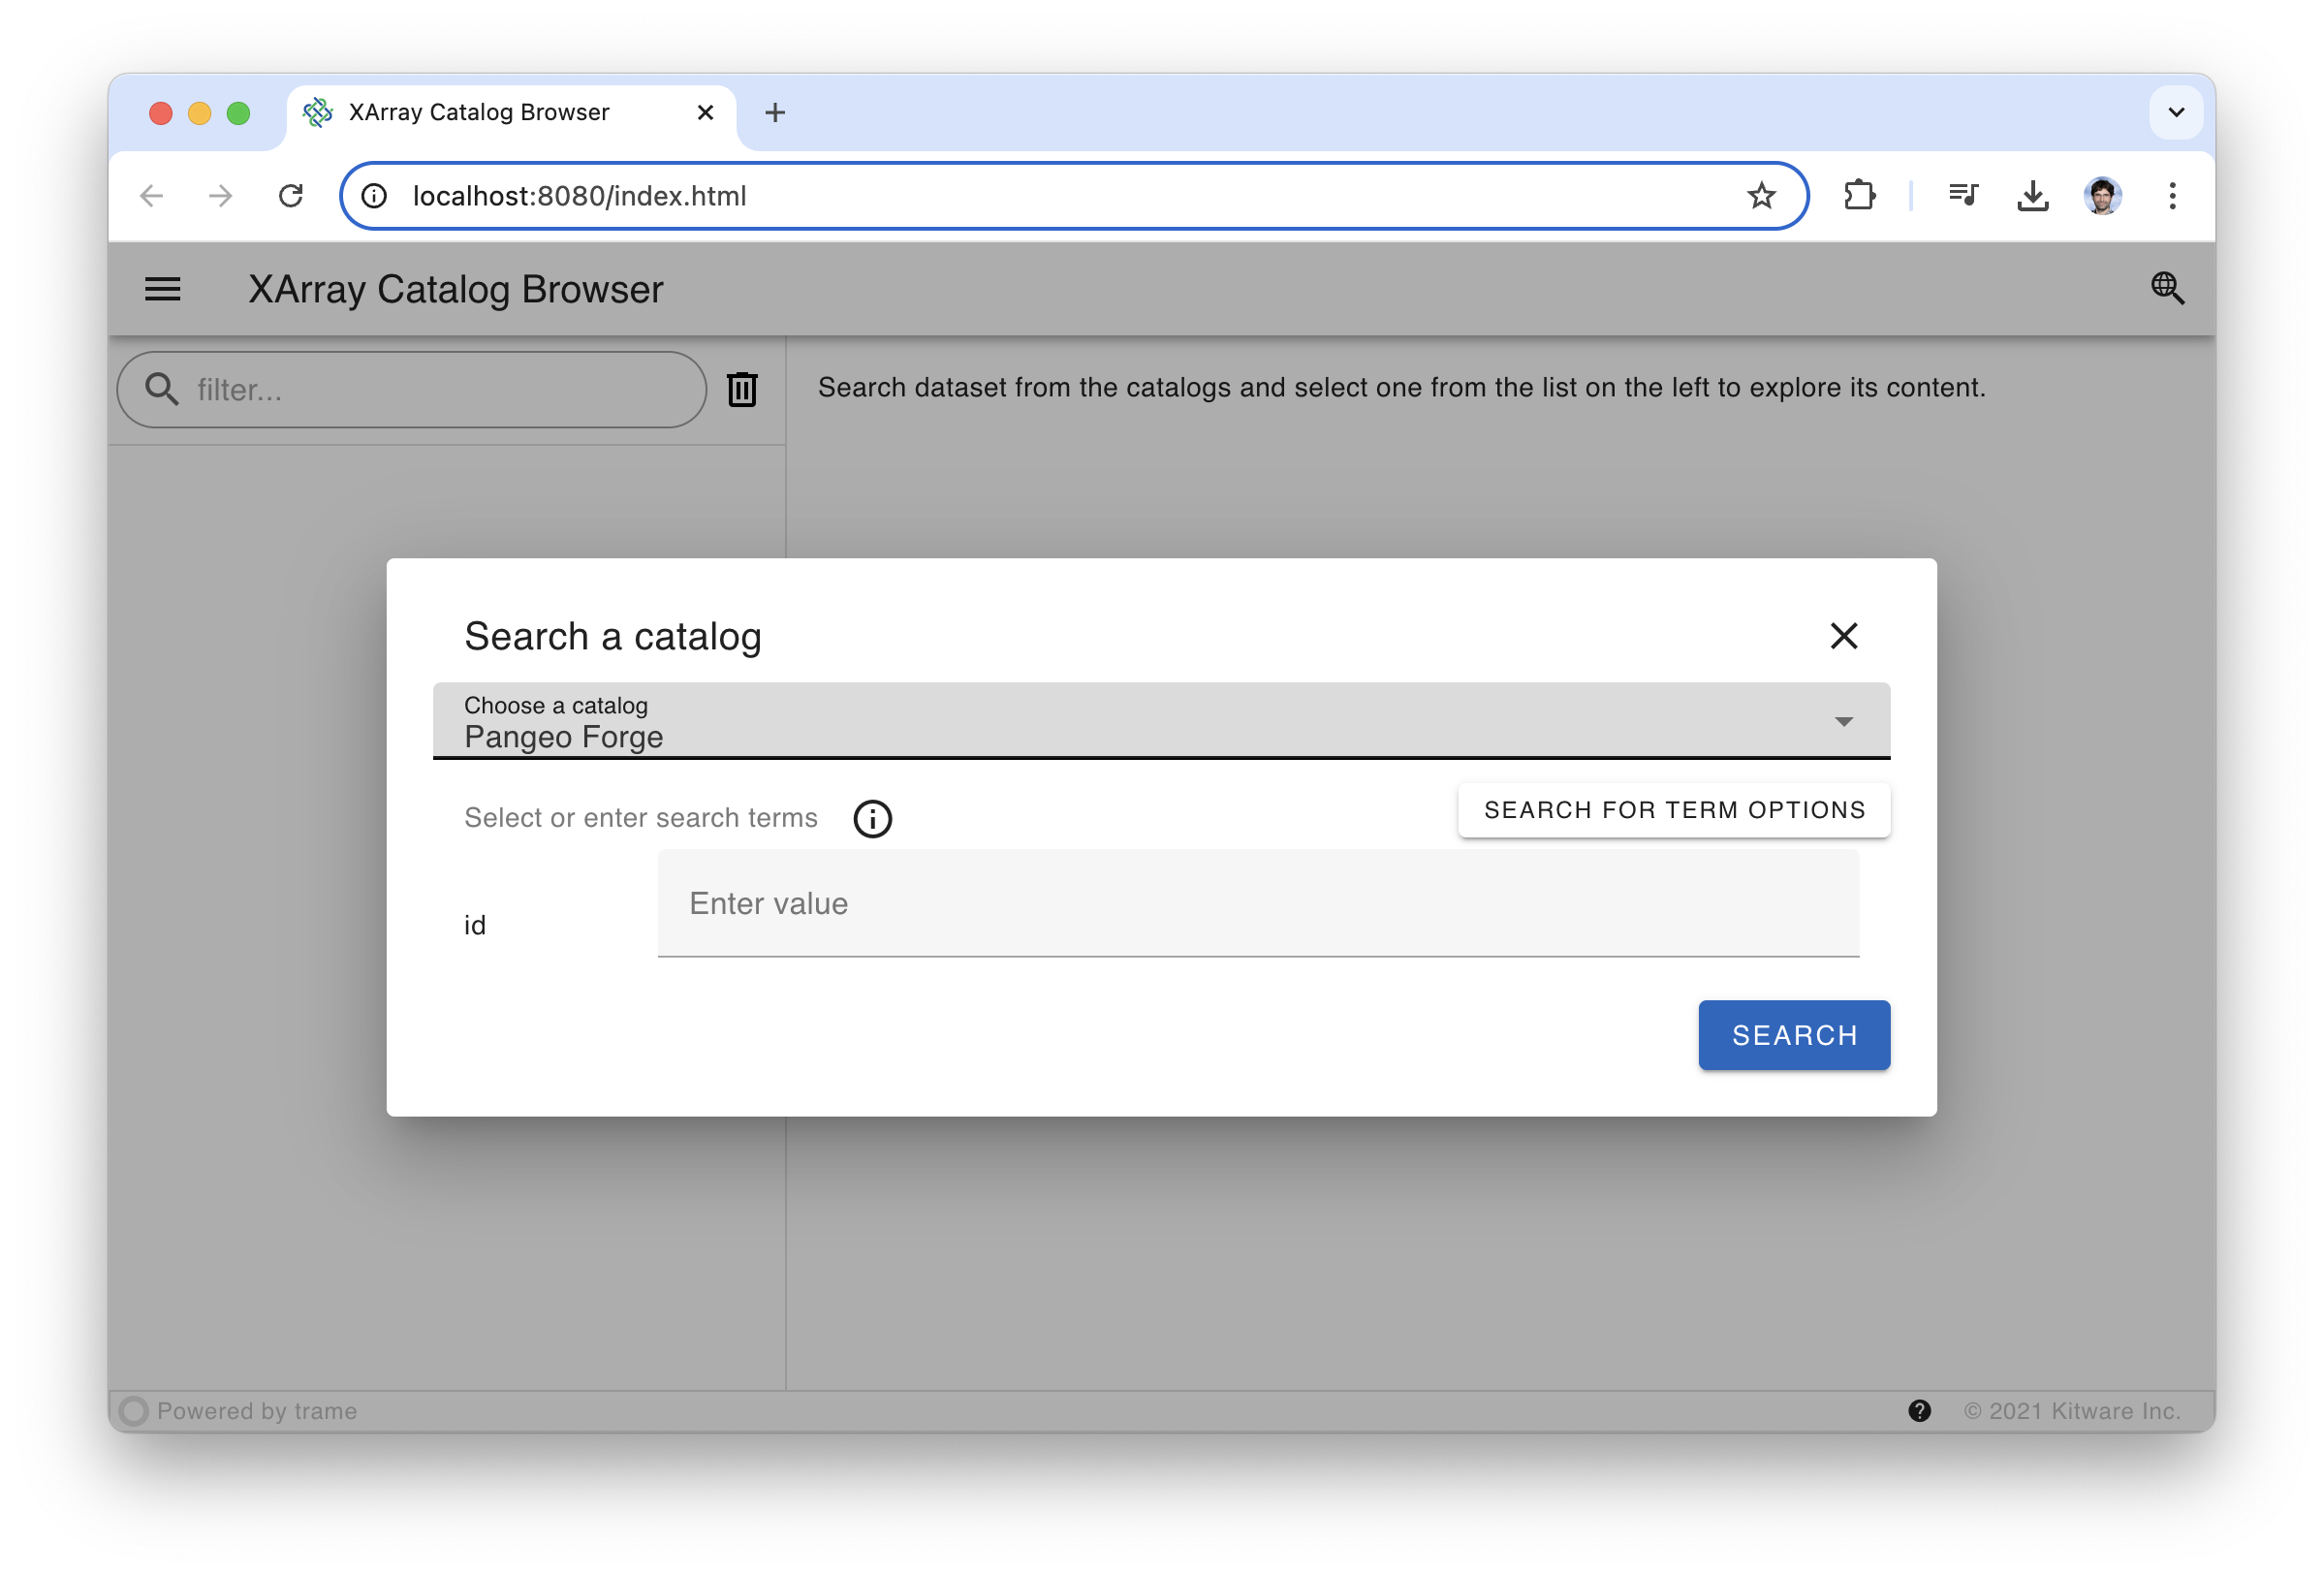 XArray Catalog Browser
localhost:8080/index.html
XArray Catalog Browser
filter...
Search dataset from the catalogs and select one from the list on the left to explore its content.
Search a catalog
Choose a catalog
Pangeo Forge
Select or enter search terms
SEARCH FOR TERM OPTIONS
id
Enter value
SEARCH
Powered by trame
© 2021 Kitware Inc.